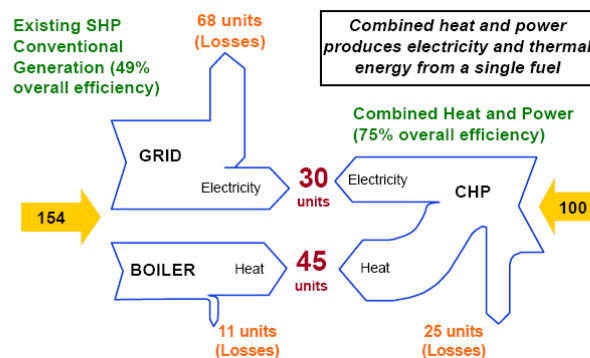 Existing SHP
Conventional
Generation (49%
overall efficiency)
68 units
(Losses)
Combined heat and power
produces electricity and thermal
energy from a single fuel
Combined Heat and Power
(75% overall efficiency)
GRID
Electricity
30
units
Electricity
CHP
154
100
BOILER
Heat
45
units
Heat
11 units
(Losses)
25 units
(Losses)